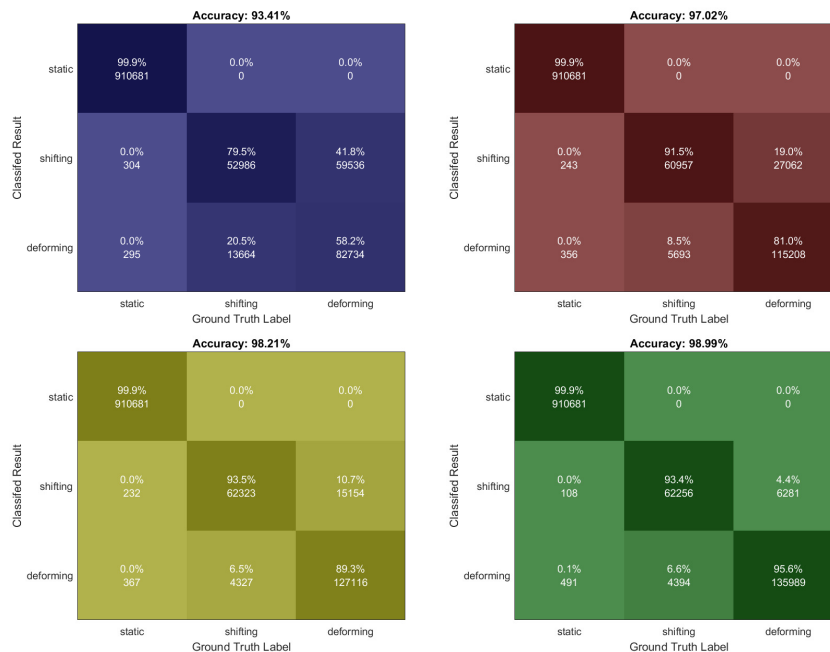 Accuracy: 93.41%
static
99.9%
910681
0.0%
0
0.0%
0
shifting
0.0%
304
79.5%
52986
41.8%
59536
deforming
0.0%
295
20.5%
13664
58.2%
82734
static
shifting
deforming
Ground Truth Label
Classifed Result
Accuracy: 97.02%
static
99.9%
910681
0.0%
0
0.0%
0
shifting
0.0%
243
91.5%
60957
19.0%
27062
deforming
0.0%
356
8.5%
5693
81.0%
115208
static
shifting
deforming
Ground Truth Label
Classifed Result
Accuracy: 98.21%
static
99.9%
910681
0.0%
0
0.0%
0
shifting
0.0%
232
93.5%
62323
10.7%
15154
deforming
0.0%
367
6.5%
4327
89.3%
127116
static
shifting
deforming
Ground Truth Label
Classifed Result
Accuracy: 98.99%
static
99.9%
910681
0.0%
0
0.0%
0
shifting
0.0%
108
93.4%
62256
4.4%
6281
deforming
0.1%
491
6.6%
4394
95.6%
135989
static
shifting
deforming
Ground Truth Label
Classifed Result